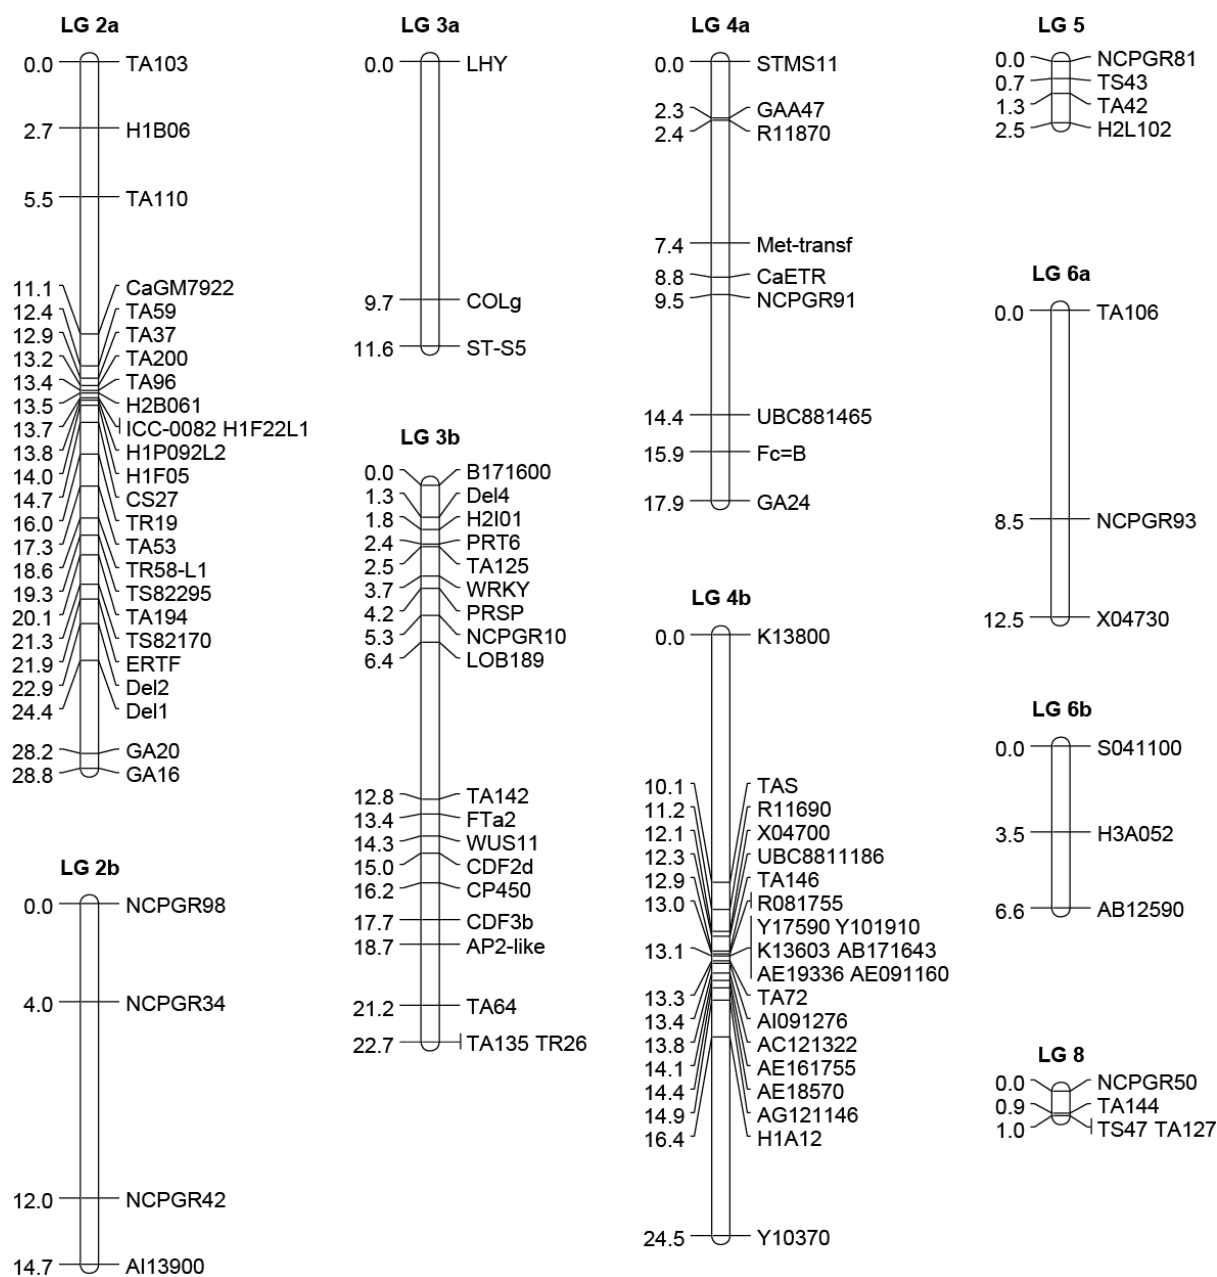 LG 2a
0.0 TA103
2.7 H1B06
5.5 TA110
11.1 CaGM7922
12.4 TA59
12.9 TA37
13.2 TA200
13.4 TA96
13.5 H2B061
13.7 ICC-0082 H1F22L1
13.8 H1P092L2
14.0 H1F05
14.7 CS27
16.0 TR19
17.3 TA53
18.6 TR58-L1
19.3 TS82295
20.1 TA194
21.3 TS82170
21.9 ERTF
22.9 Del2
24.4 Del1
28.2 GA20
28.8 GA16
LG 2b
0.0 NCPGR98
4.0 NCPGR34
12.0 NCPGR42
14.7 AI13900
LG 3a
0.0 LHY
9.7 COLg
11.6 ST-S5
LG 3b
0.0 B171600
1.3 Del4
1.8 H2I01
2.4 PRT6
2.5 TA125
3.7 WRKY
4.2 PRSP
5.3 NCPGR10
6.4 LOB189
12.8 TA142
13.4 FTa2
14.3 WUS11
15.0 CDF2d
16.2 CP450
17.7 CDF3b
18.7 AP2-like
21.2 TA64
22.7 TA135 TR26
LG 4a
0.0 STMS11
2.3 GAA47
2.4 R11870
7.4 Met-transf
8.8 CaETR
9.5 NCPGR91
14.4 UBC881465
15.9 Fc=B
17.9 GA24
LG 4b
0.0 K13800
10.1 TAS
11.2 R11690
12.1 X04700
12.3 UBC8811186
12.9 TA146
13.0 R081755
Y17590 Y101910
13.1 K13603 AB171643
AE19336 AE091160
13.3 TA72
13.4 AI091276
13.8 AC121322
14.1 AE161755
14.4 AE18570
14.9 AG121146
16.4 H1A12
24.5 Y10370
LG 5
0.0 NCPGR81
0.7 TS43
1.3 TA42
2.5 H2L102
LG 6a
0.0 TA106
8.5 NCPGR93
12.5 X04730
LG 6b
0.0 S041100
3.5 H3A052
6.6 AB12590
LG 8
0.0 NCPGR50
0.9 TA144
1.0 TS47 TA127